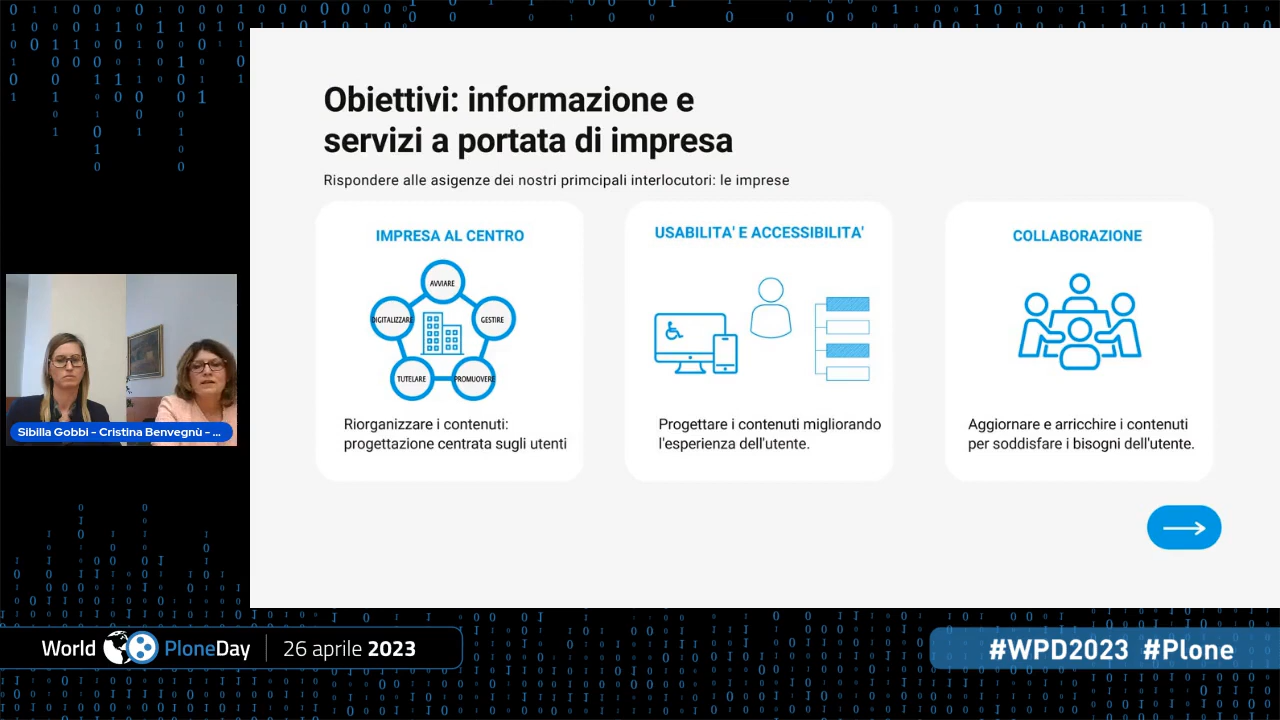 Obiettivi: informazione e
servizi a portata di impresa
Rispondere alle asigenze dei nostri primcipali interlocutori: le imprese
IMPRESA AL CENTRO
AVVIARE
DIGITALIZZARE
GESTIRE
TUTELARE
PROMUOVERE
Riorganizzare i contenuti:
progettazione centrata sugli utenti
USABILITA' E ACCESSIBILITA'
Progettare i contenuti migliorando
l'esperienza dell'utente.
COLLABORAZIONE
Aggiornare e arricchire i contenuti
per soddisfare i bisogni dell'utente.
Sibilla Gobbi - Cristina Benvegnù - ...
World PloneDay | 26 aprile 2023
#WPD2023 #Plone